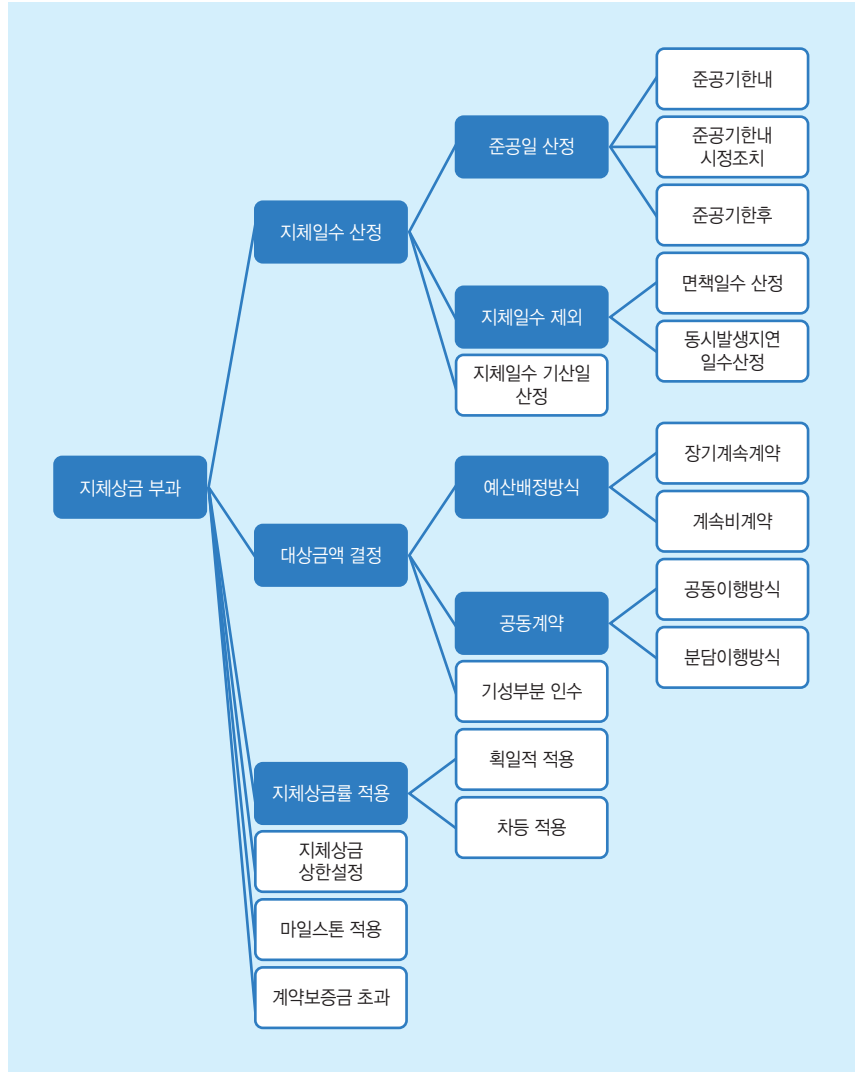 준공기한내
준공일 산정
준공기한내
시정조치
준공기한후
지체일수 산정
면책일수 산정
지체일수 제외
동시발생지연
일수산정
지체일수 기산일
산정
지체상금 부과
장기계속계약
예산배정방식
계속비계약
대상금액 결정
공동이행방식
공동계약
분담이행방식
기성부분 인수
획일적 적용
지체상금률 적용
차등 적용
지체상금
상한설정
마일스톤 적용
계약보증금 초과